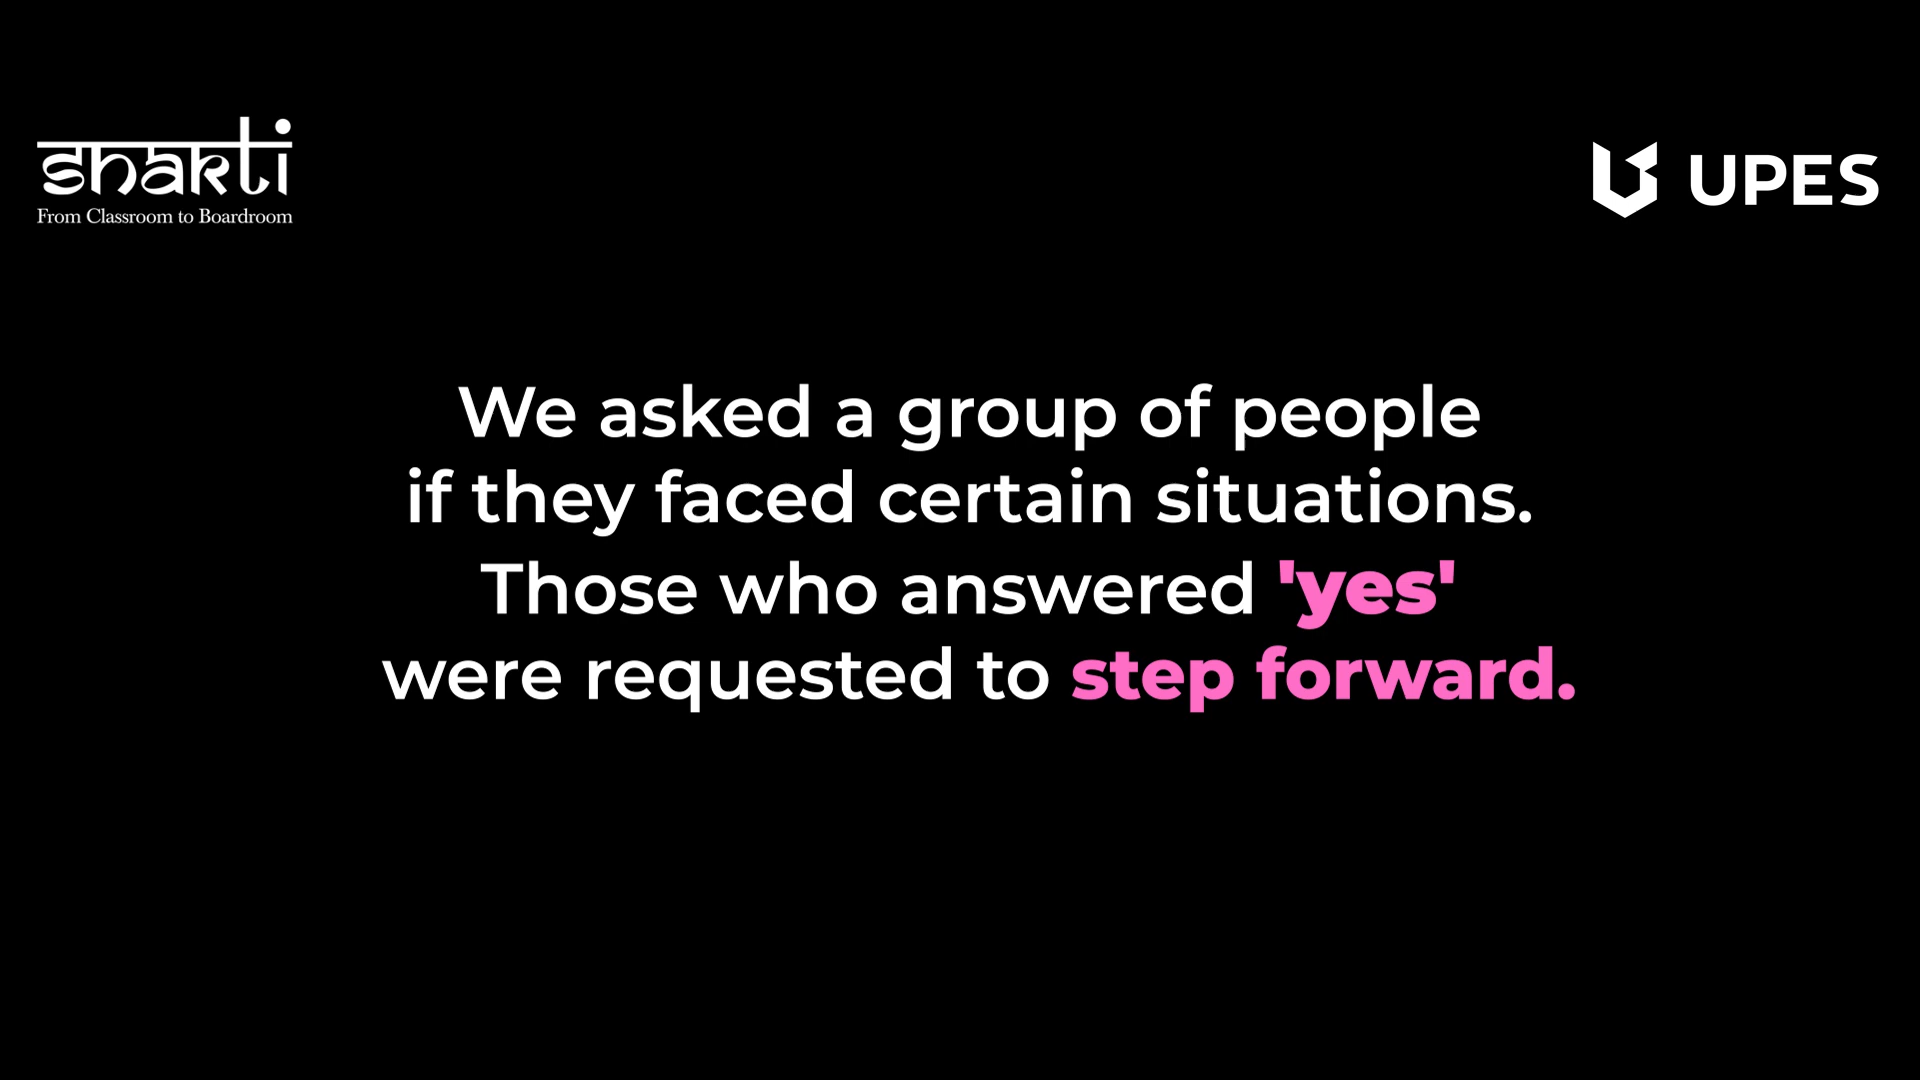 shakti
From Classroom to Boardroom
UPES
We asked a group of people
if they faced certain situations.
Those who answered 'yes'
were requested to step forward.